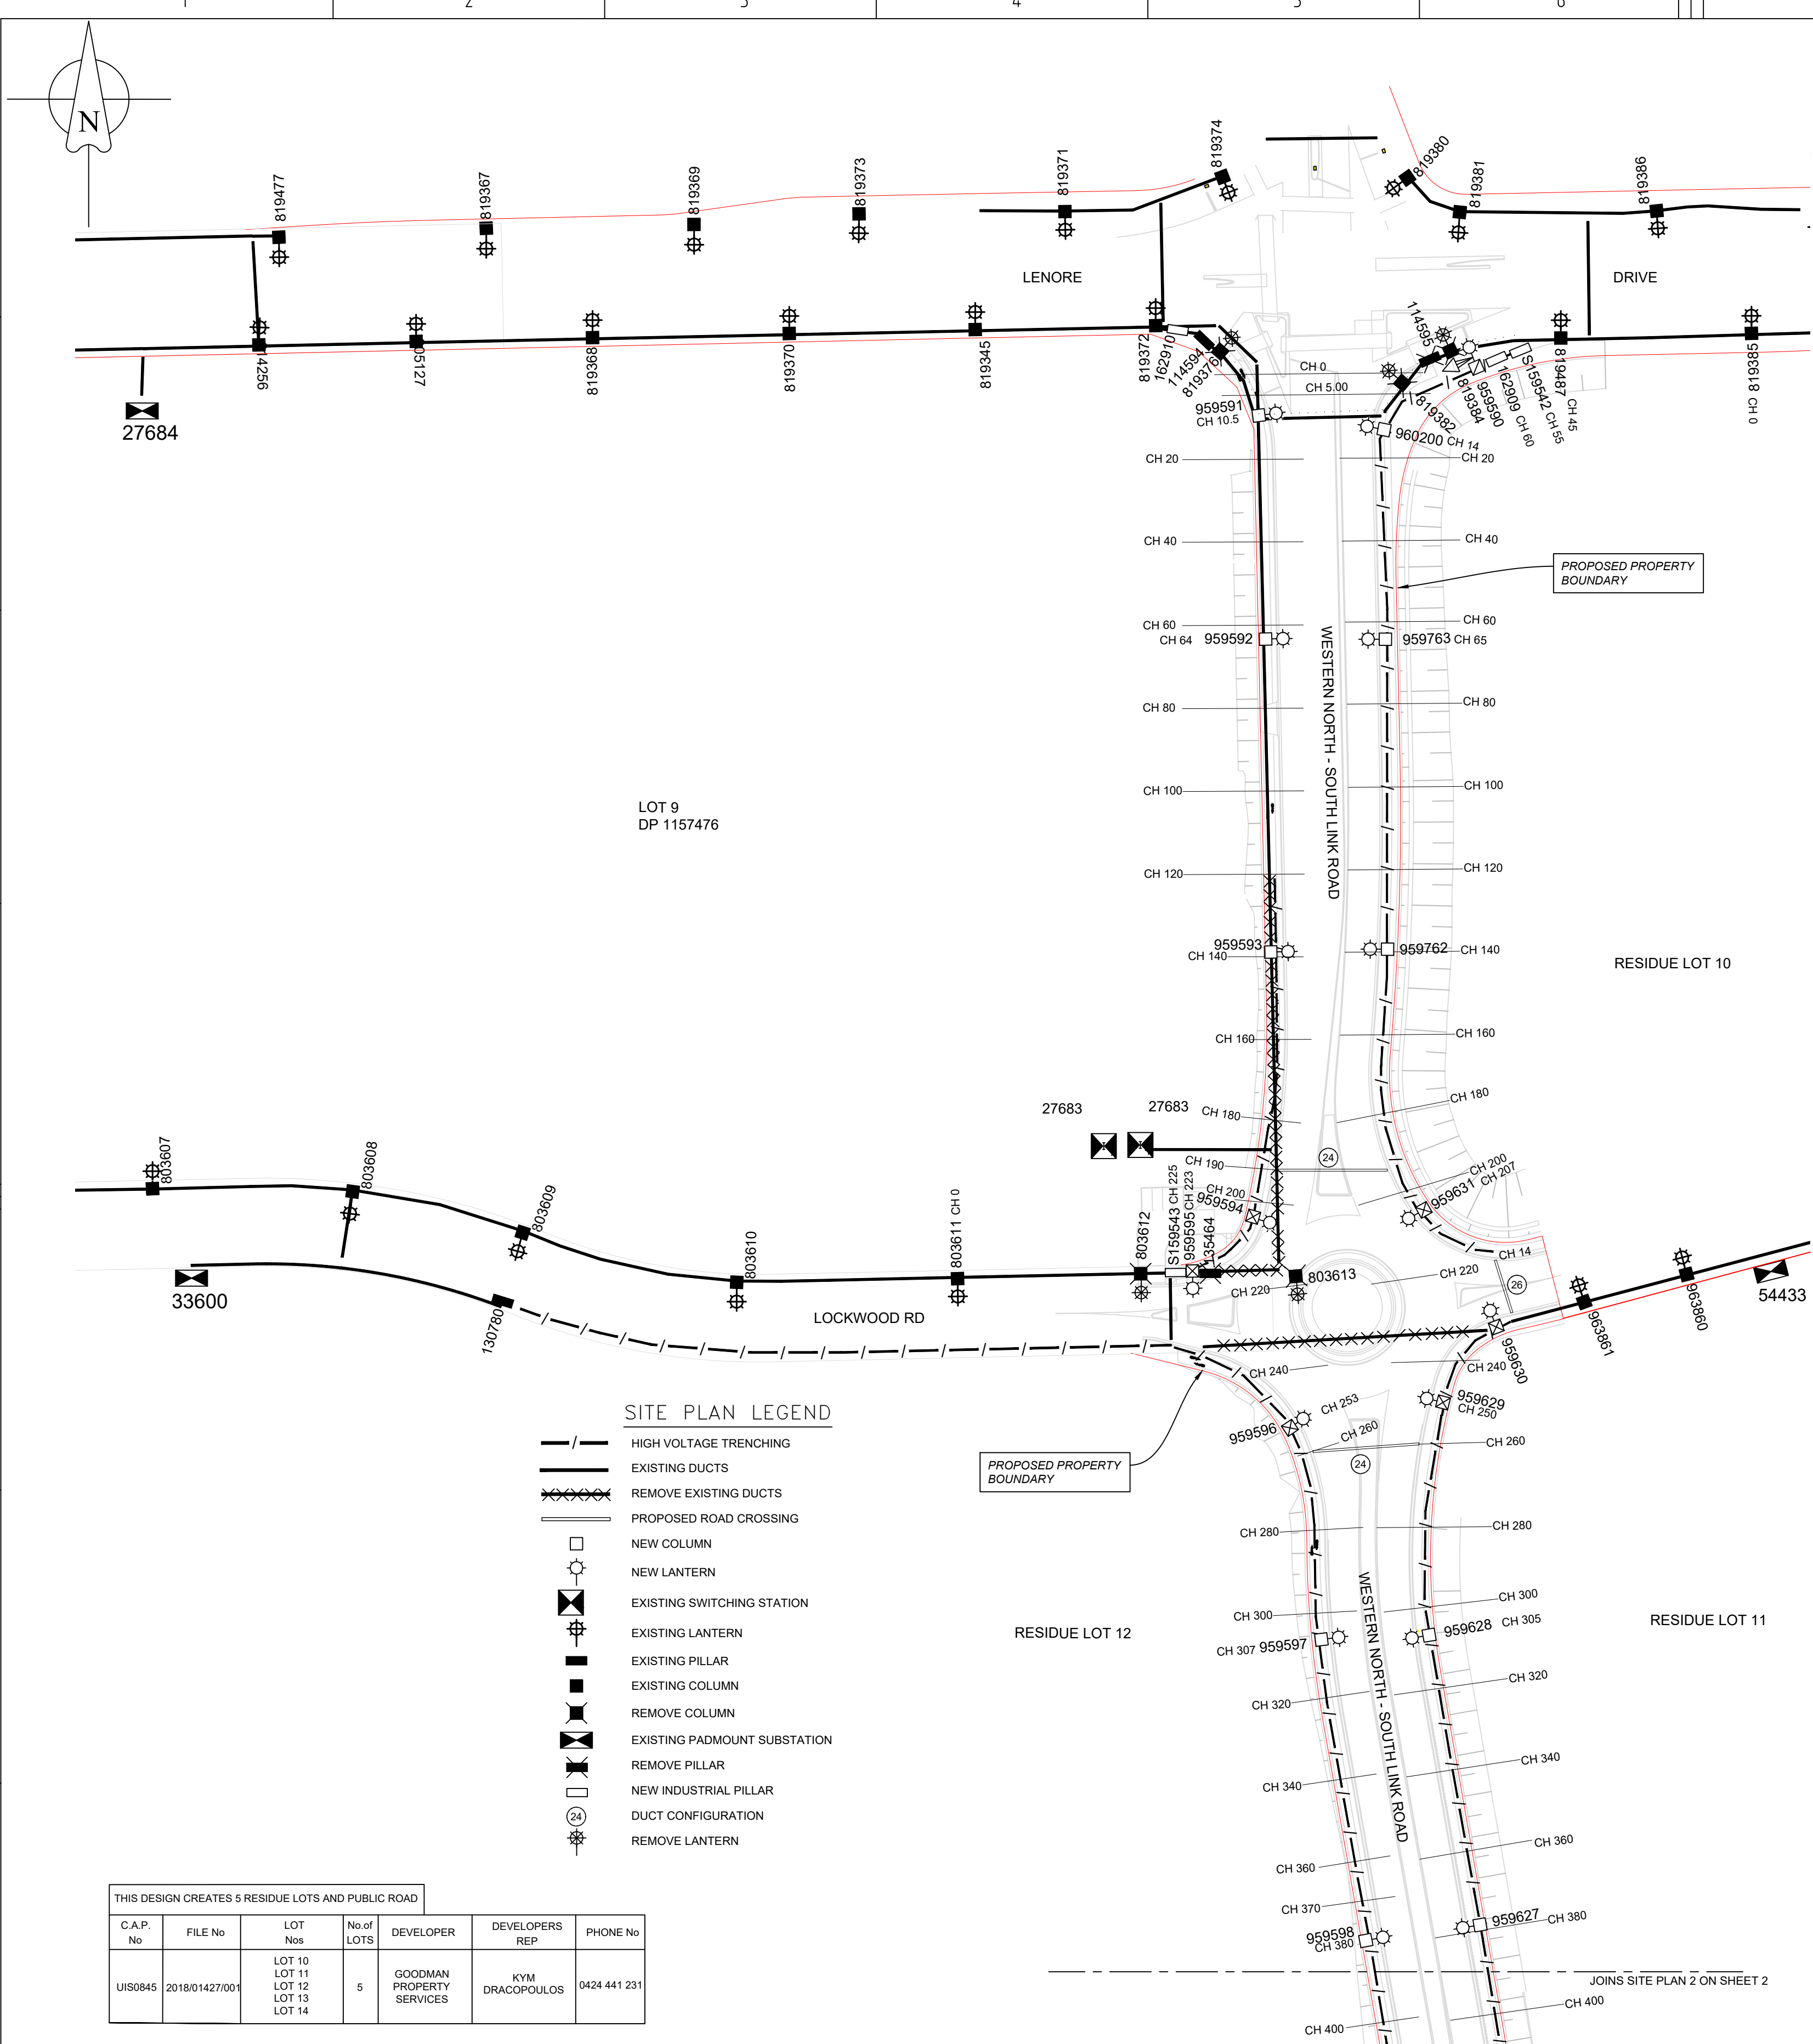 N
819477
819367
819369
819373
819371
819374
819380
819381
819386
LENORE
DRIVE
27684
05127
819368
819370
819345
819372
162910
114594
819376
114595
819382
819384
959590
162909 CH 60
S159542 CH 55
819487 CH 45
819385 CH 0
CH 0
CH 5.00
959591
CH 10.5
960200 CH 14
CH 20
CH 20
CH 40
CH 40
PROPOSED PROPERTY
BOUNDARY
CH 60
CH 60
CH 64 959592
959763 CH 65
WESTERN NORTH - SOUTH LINK ROAD
CH 80
CH 80
CH 100
CH 100
LOT 9
DP 1157476
CH 120
CH 120
959593
CH 140
959762 CH 140
RESIDUE LOT 10
CH 160
CH 160
27683
27683
CH 180
CH 180
24
CH 190
CH 200
CH 200
CH 207
959594
959631
803607
803608
803609
803610
803611 CH 0
803612
S159543 CH 225
959595 CH 223
35464
803613
CH 14
CH 220
CH 220
26
33600
130780
LOCKWOOD RD
54433
963860
963861
959630
CH 240
CH 240
959629
CH 250
CH 253
959596
CH 260
CH 260
24
PROPOSED PROPERTY
BOUNDARY
SITE PLAN LEGEND
HIGH VOLTAGE TRENCHING
EXISTING DUCTS
REMOVE EXISTING DUCTS
PROPOSED ROAD CROSSING
NEW COLUMN
NEW LANTERN
EXISTING SWITCHING STATION
EXISTING LANTERN
EXISTING PILLAR
EXISTING COLUMN
REMOVE COLUMN
EXISTING PADMOUNT SUBSTATION
REMOVE PILLAR
NEW INDUSTRIAL PILLAR
24 DUCT CONFIGURATION
REMOVE LANTERN
CH 280
CH 280
CH 300
CH 300
RESIDUE LOT 12
RESIDUE LOT 11
CH 307 959597
959628 CH 305
WESTERN NORTH - SOUTH LINK ROAD
CH 320
CH 320
CH 340
CH 340
CH 360
CH 360
CH 370
959598
CH 380
959627 CH 380
JOINS SITE PLAN 2 ON SHEET 2
CH 400
CH 400
THIS DESIGN CREATES 5 RESIDUE LOTS AND PUBLIC ROAD
C.A.P. No
FILE No
LOT Nos
No.of LOTS
DEVELOPER
DEVELOPERS REP
PHONE No
UIS0845
2018/01427/001
LOT 10
LOT 11
LOT 12
LOT 13
LOT 14
5
GOODMAN
PROPERTY
SERVICES
KYM
DRACOPOULOS
0424 441 231